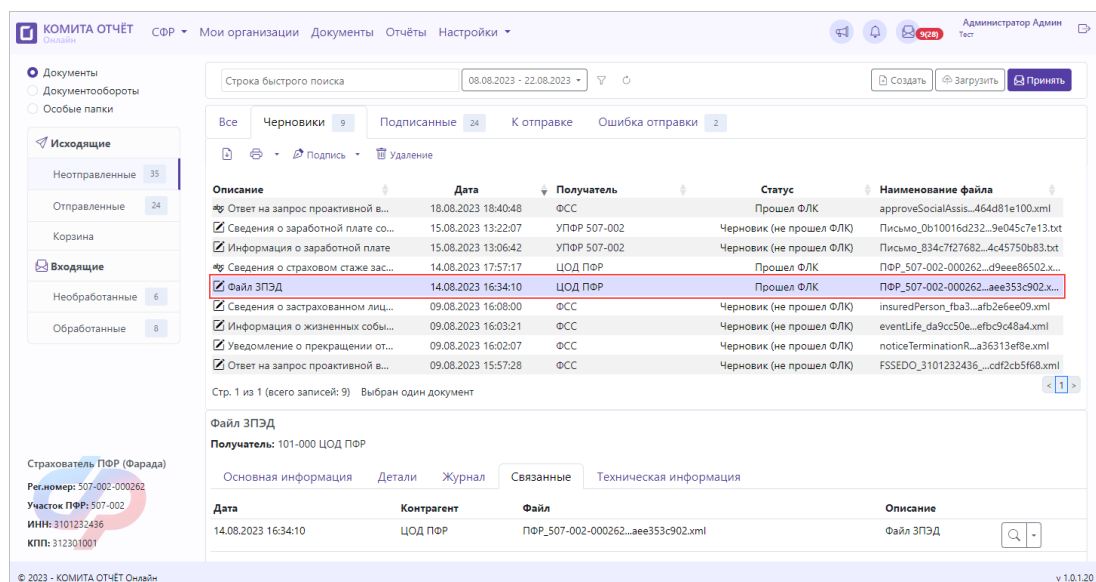 КОМИТА ОТЧЁТ
Онлайн
СФР Мои организации Документы Отчёты Настройки
9(28)
Администратор Админ
Тест
Документы
Документообороты
Особые папки
Исходящие
Неотправленные 35
Отправленные 24
Корзина
Входящие
Необработанные 6
Обработанные 8
Строка быстрого поиска 08.08.2023 - 22.08.2023 Создать Загрузить Принять
Все Черновики 9 Подписанные 24 К отправке Ошибка отправки 2
Подпись Удаление
Описание Дата Получатель Статус Наименование файла
abc Ответ на запрос проактивной в... 18.08.2023 18:40:48 ФСС Прошел ФЛК approveSocialAssis...464d81e100.xml
Сведения о заработной плате со... 15.08.2023 13:22:07 УПФР 507-002 Черновик (не прошел ФЛК) Письмо_0b10016d232...9e045c7e13.txt
Информация о заработной плате 15.08.2023 13:06:42 УПФР 507-002 Черновик (не прошел ФЛК) Письмо_834c7f27682...4c45750b83.txt
abc Сведения о страховом стаже зас... 14.08.2023 17:57:17 ЦОД ПФР Прошел ФЛК ПФР_507-002-000262...d9eee86502.x...
Файл ЗПЭД 14.08.2023 16:34:10 ЦОД ПФР Прошел ФЛК ПФР_507-002-000262...aee353c902.x...
Сведения о застрахованном лиц... 09.08.2023 16:08:00 ФСС Черновик (не прошел ФЛК) insuredPerson_fba3...afb2e6ee09.xml
Информация о жизненных собы... 09.08.2023 16:03:21 ФСС Черновик (не прошел ФЛК) eventLife_da9cc50e...efbc9c48a4.xml
Уведомление о прекращении от... 09.08.2023 16:02:07 ФСС Черновик (не прошел ФЛК) noticeTerminationR...a36313ef8e.xml
Ответ на запрос проактивной в... 09.08.2023 15:57:28 ФСС Черновик (не прошел ФЛК) FSSEDO_3101232436_...cdf2cb5f68.xml
Стр. 1 из 1 (всего записей: 9) Выбран один документ < 1 >
Файл ЗПЭД
Получатель: 101-000 ЦОД ПФР
Основная информация Детали Журнал Связанные Техническая информация
Дата Контрагент Файл Описание
14.08.2023 16:34:10 ЦОД ПФР ПФР_507-002-000262...aee353c902.xml Файл ЗПЭД
Страхователь ПФР (Фарада)
Рег.номер: 507-002-000262
Участок ПФР: 507-002
ИНН: 3101232436
КПП: 312301001
© 2023 - КОМИТА ОТЧЁТ Онлайн v 1.0.1.20